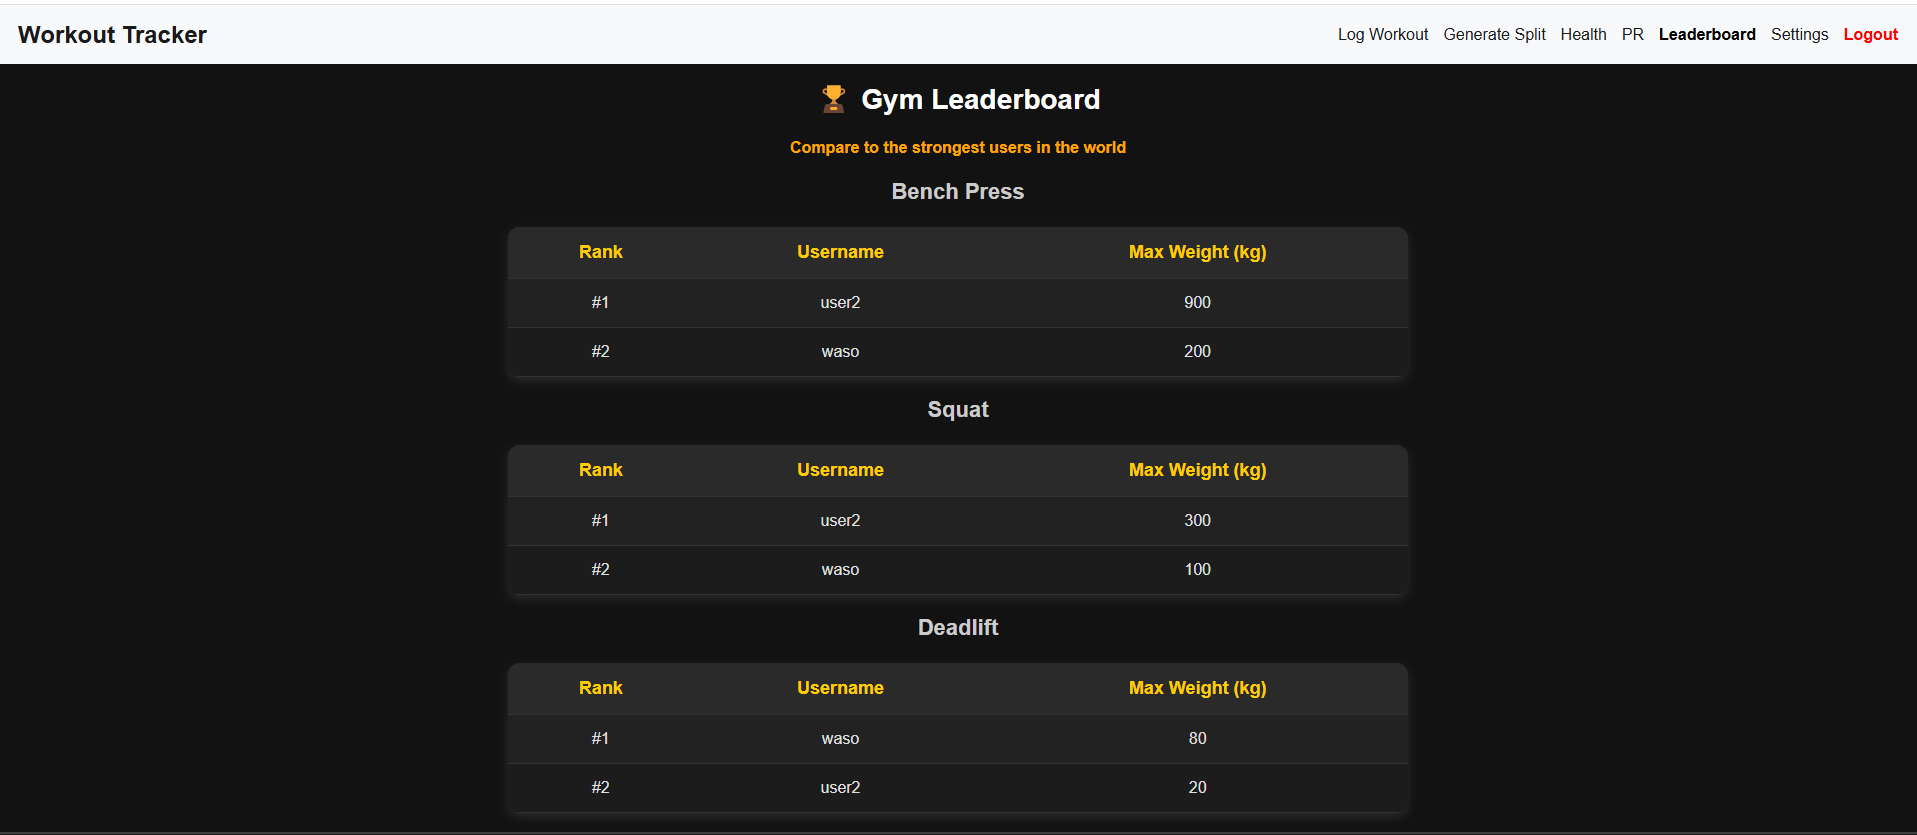 Workout Tracker
Log Workout Generate Split Health PR Leaderboard Settings Logout
🏆 Gym Leaderboard
Compare to the strongest users in the world
Bench Press
Rank Username Max Weight (kg)
#1 user2 900
#2 waso 200
Squat
Rank Username Max Weight (kg)
#1 user2 300
#2 waso 100
Deadlift
Rank Username Max Weight (kg)
#1 waso 80
#2 user2 20